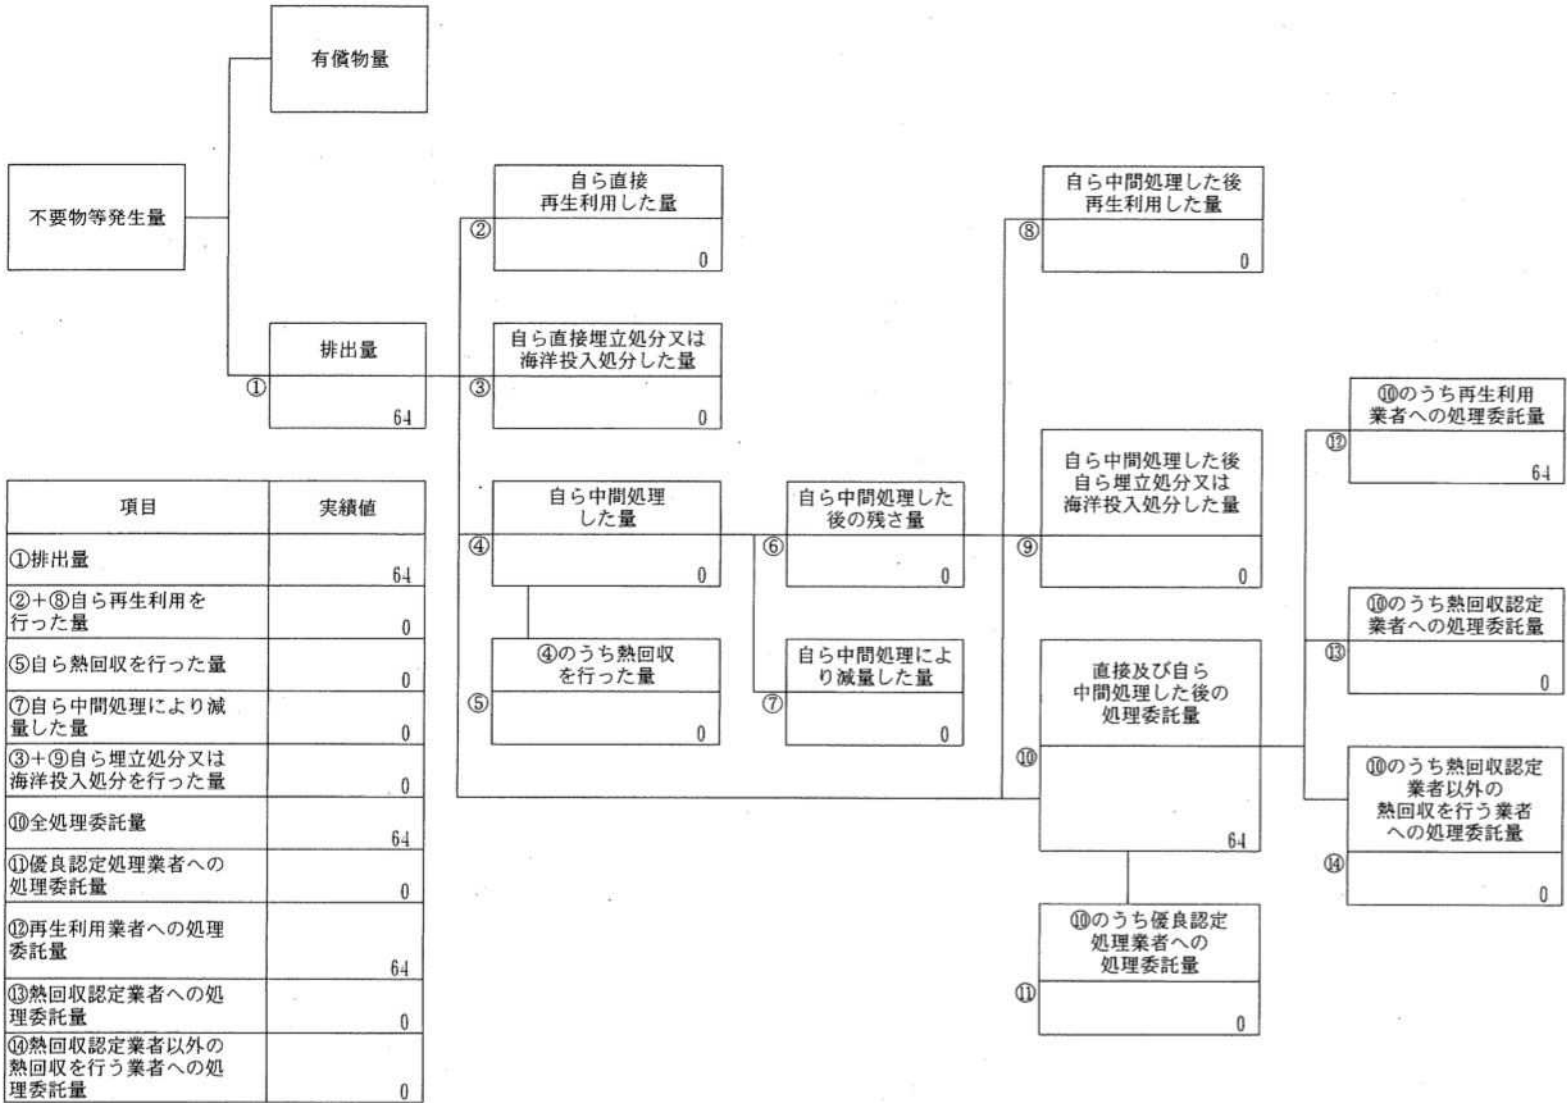 有償物量
不要物等発生量
排出量
①
64
自ら直接
再生利用した量
②
0
自ら直接埋立処分又は
海洋投入処分した量
③
0
自ら中間処理
した量
④
0
④のうち熱回収
を行った量
⑤
0
自ら中間処理した
後の残さ量
⑥
0
自ら中間処理によ
り減量した量
⑦
0
自ら中間処理した後
再生利用した量
⑧
0
自ら中間処理した後
自ら埋立処分又は
海洋投入処分した量
⑨
0
直接及び自ら
中間処理した後の
処理委託量
⑩
64
⑩のうち優良認定
処理業者への
処理委託量
⑪
0
⑩のうち再生利用
業者への処理委託量
⑫
64
⑩のうち熱回収認定
業者への処理委託量
⑬
0
⑩のうち熱回収認定
業者以外の
熱回収を行う業者
への処理委託量
⑭
0
項目 実績値
①排出量 64
②+⑧自ら再生利用を
行った量 0
⑤自ら熱回収を行った量 0
⑦自ら中間処理により減
量した量 0
③+⑨自ら埋立処分又は
海洋投入処分を行った量 0
⑩全処理委託量 64
⑪優良認定処理業者への
処理委託量 0
⑫再生利用業者への処理
委託量 64
⑬熱回収認定業者への処
理委託量 0
⑭熱回収認定業者以外の
熱回収を行う業者への処
理委託量 0